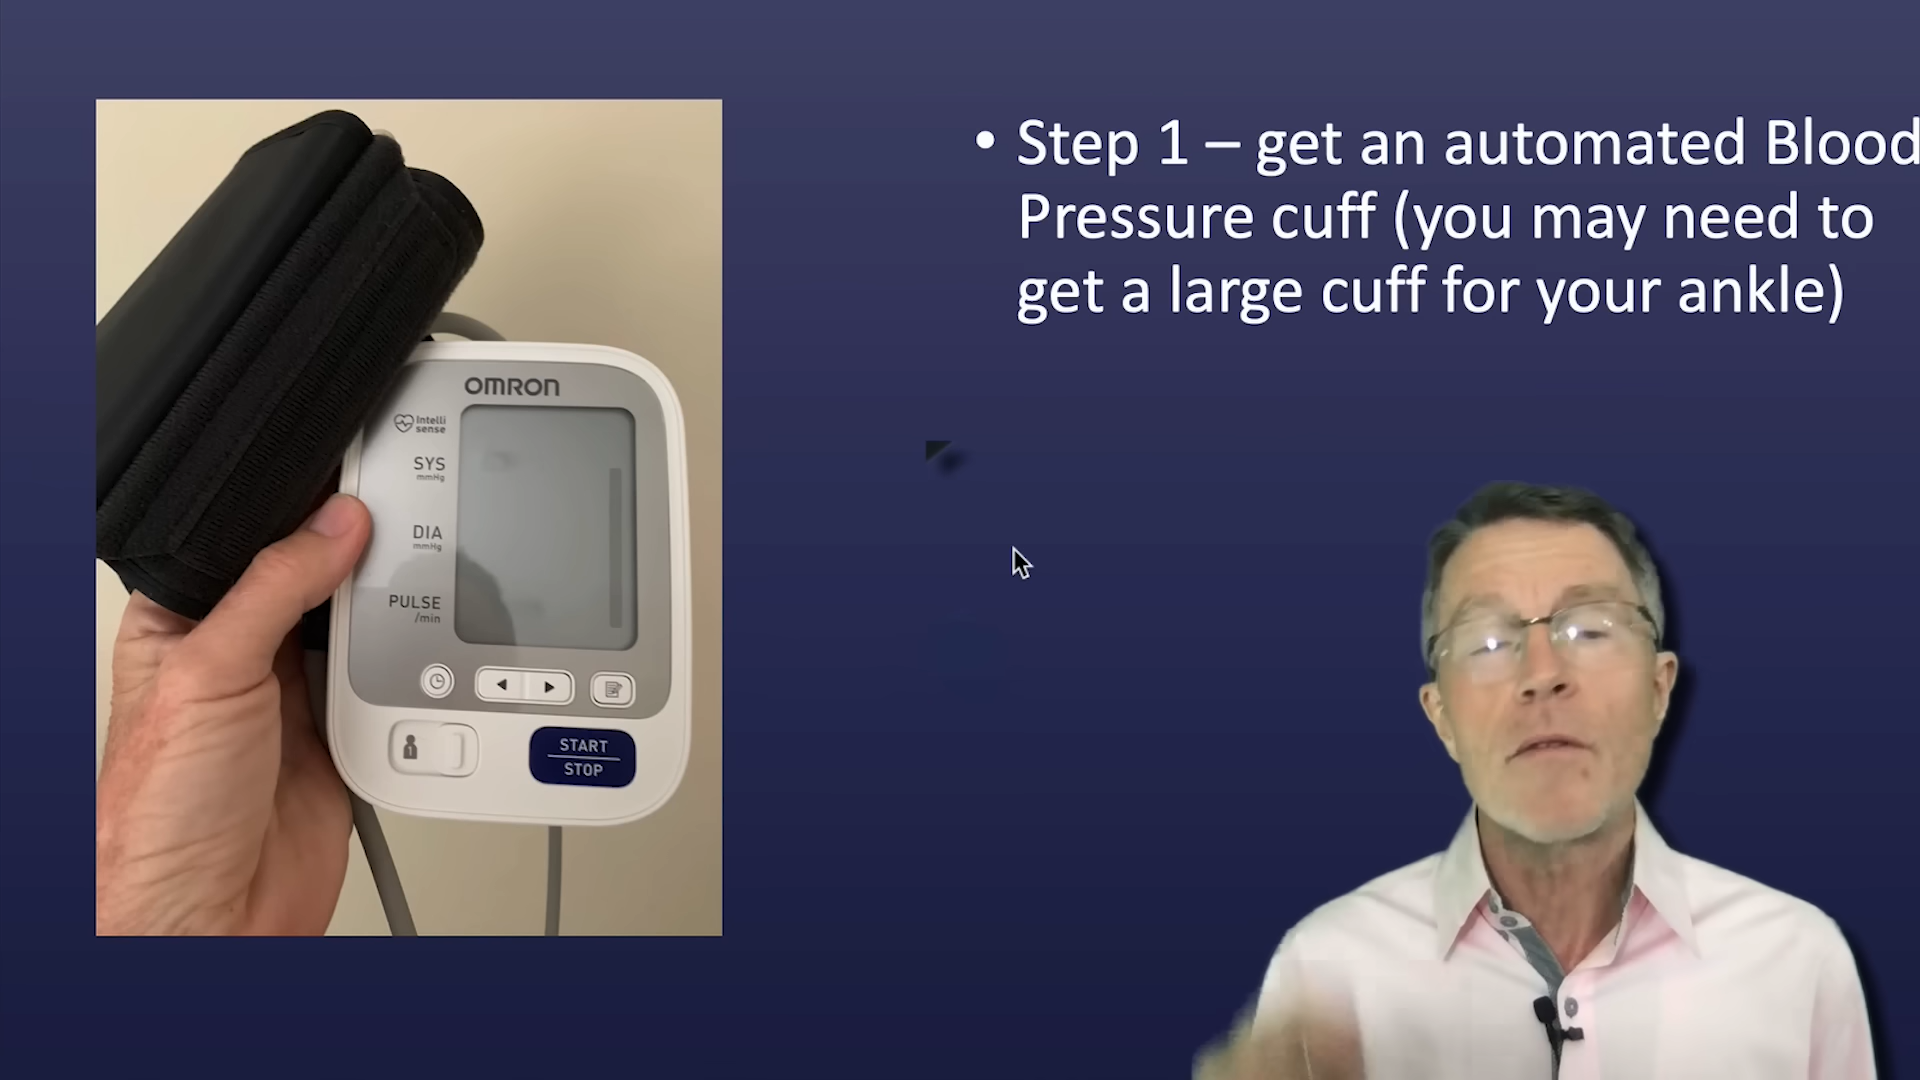 • Step 1 – get an automated Blood
Pressure cuff (you may need to
get a large cuff for your ankle)
OMRON
Intelli
sense
SYS
mmHg
DIA
mmHg
PULSE
/min
1
START
STOP